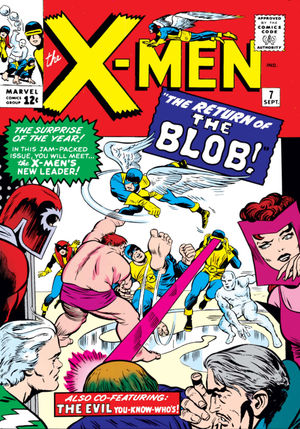 APPROVED
BY THE
COMICS
CODE
AUTHORITY
the X-MEN
IND.
MARVEL
COMICS
GROUP
12¢
7
SEPT.
"THE RETURN OF
THE
BLOB!"
THE SURPRISE
OF THE YEAR!
IN THIS JAM-PACKED
ISSUE, YOU WILL MEET...
the X-MEN'S
NEW LEADER!
ALSO CO-FEATURING:
THE EVIL YOU-KNOW-WHO'S!